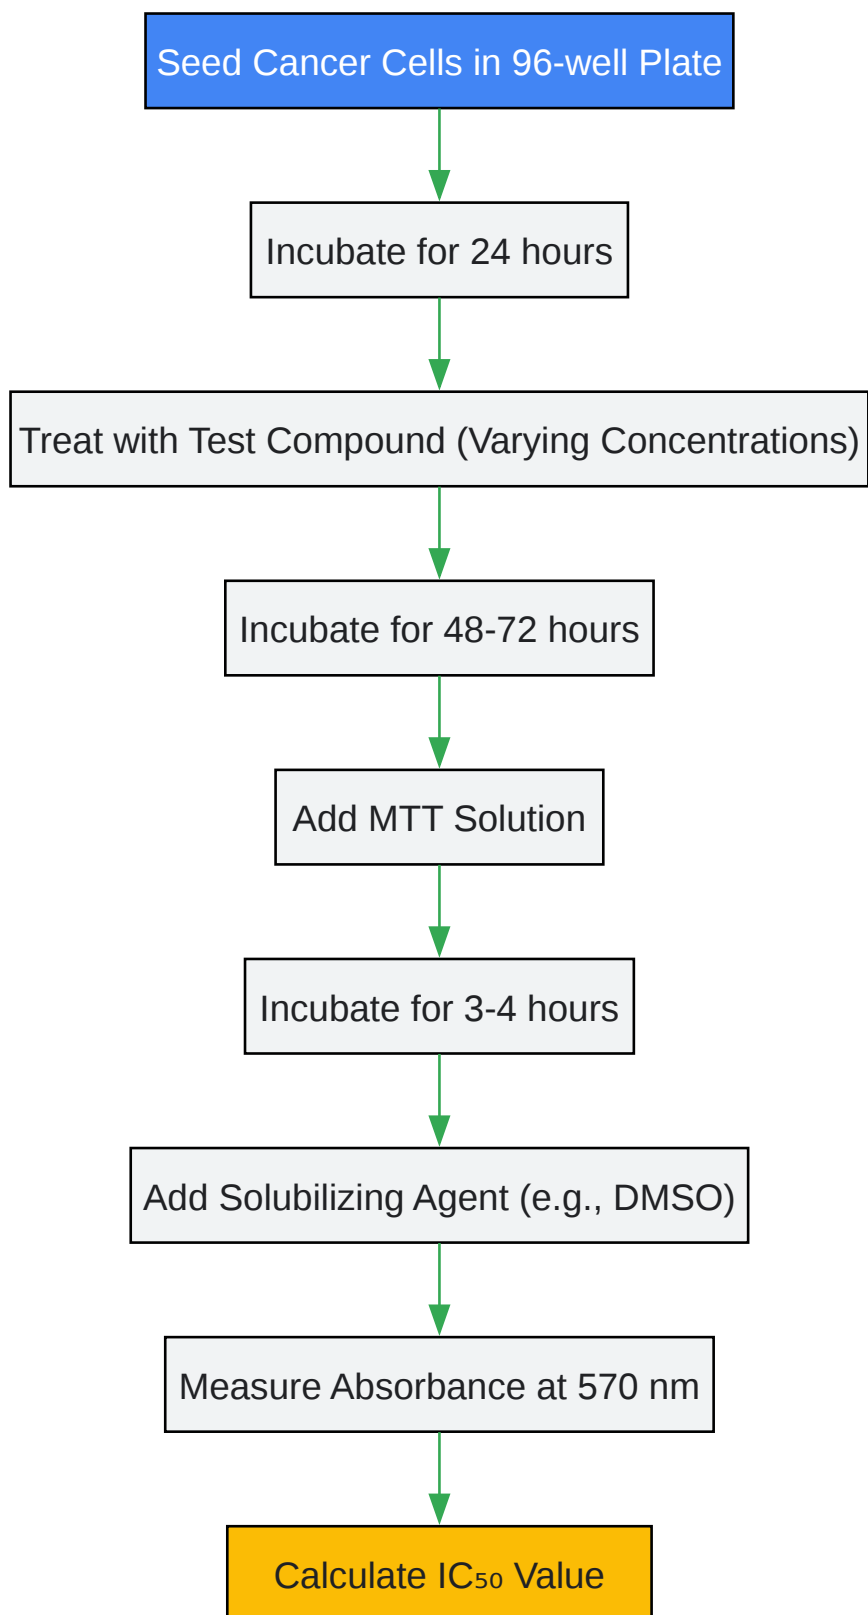 Seed Cancer Cells in 96-well Plate
Incubate for 24 hours
Treat with Test Compound (Varying Concentrations)
Incubate for 48-72 hours
Add MTT Solution
Incubate for 3-4 hours
Add Solubilizing Agent (e.g., DMSO)
Measure Absorbance at 570 nm
Calculate IC₅₀ Value